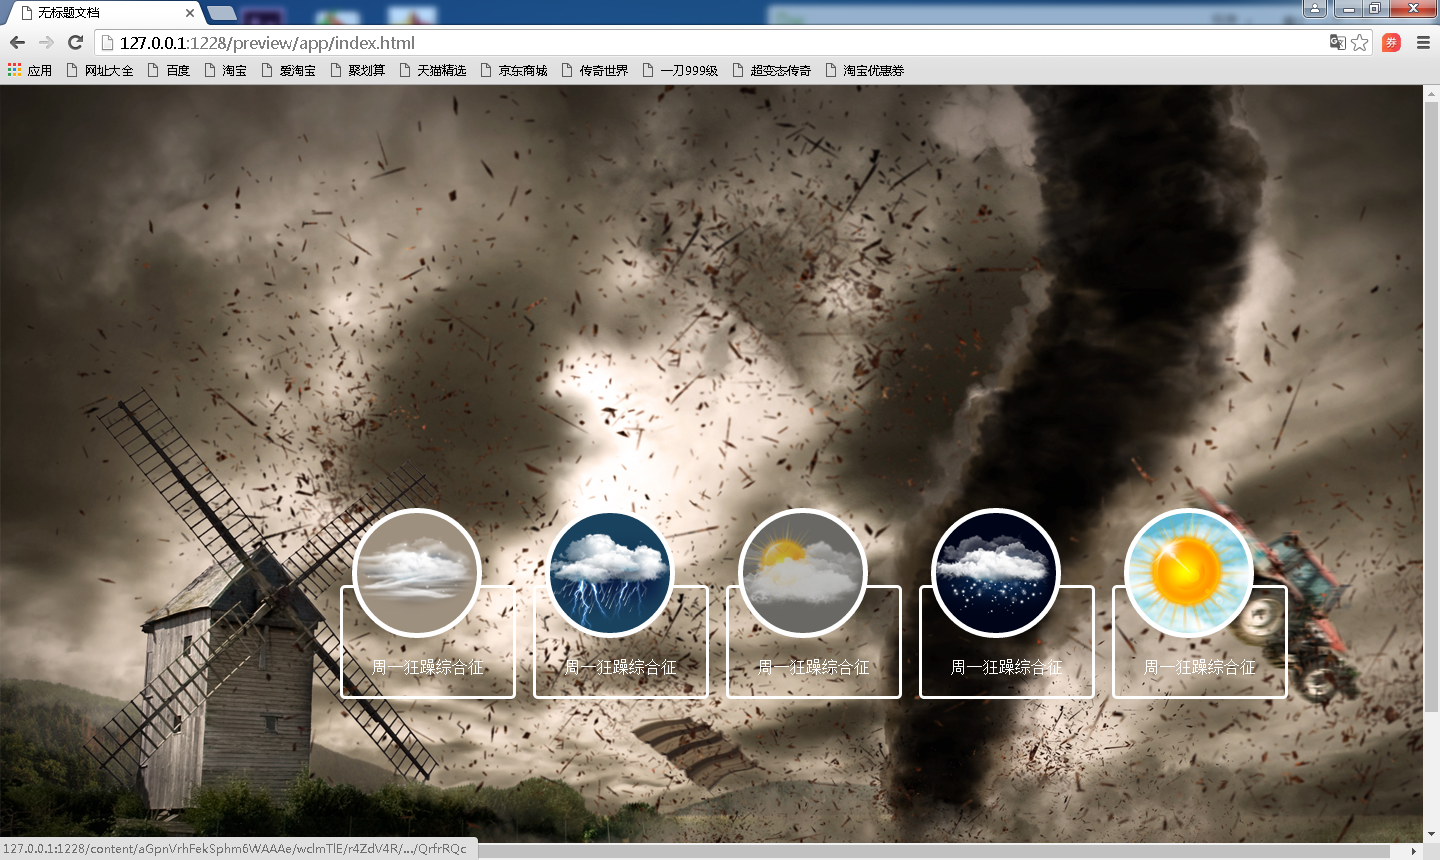 无标题文档
127.0.0.1:1228/preview/app/index.html
应用 网址大全 百度 淘宝 爱淘宝 聚划算 天猫精选 京东商城 传奇世界 一刀999级 超变态传奇 淘宝优惠券
券
周一狂躁综合征 周一狂躁综合征 周一狂躁综合征 周一狂躁综合征 周一狂躁综合征
127.0.0.1:1228/content/aGpnVrhFekSphm6WAAAe/wclmTlE/r4ZdV4R/.../QrfrRQc